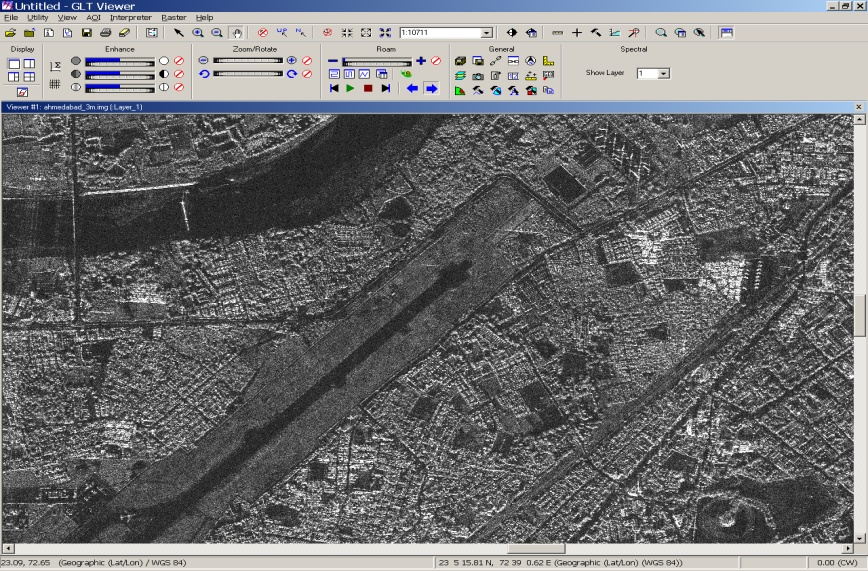 Untitled - GLT Viewer
File Utility View AOI Interpreter Raster Help
1:10711
Display Enhance Zoom/Rotate Roam General Spectral
Show Layer 1
Viewer #1: ahmedabad_3m.img (:Layer_1)
23.09, 72.65 (Geographic (Lat/Lon) / WGS 84) 23 5 15.81 N, 72 39 0.62 E (Geographic (Lat/Lon) (WGS 84)) 0.00 (CW)